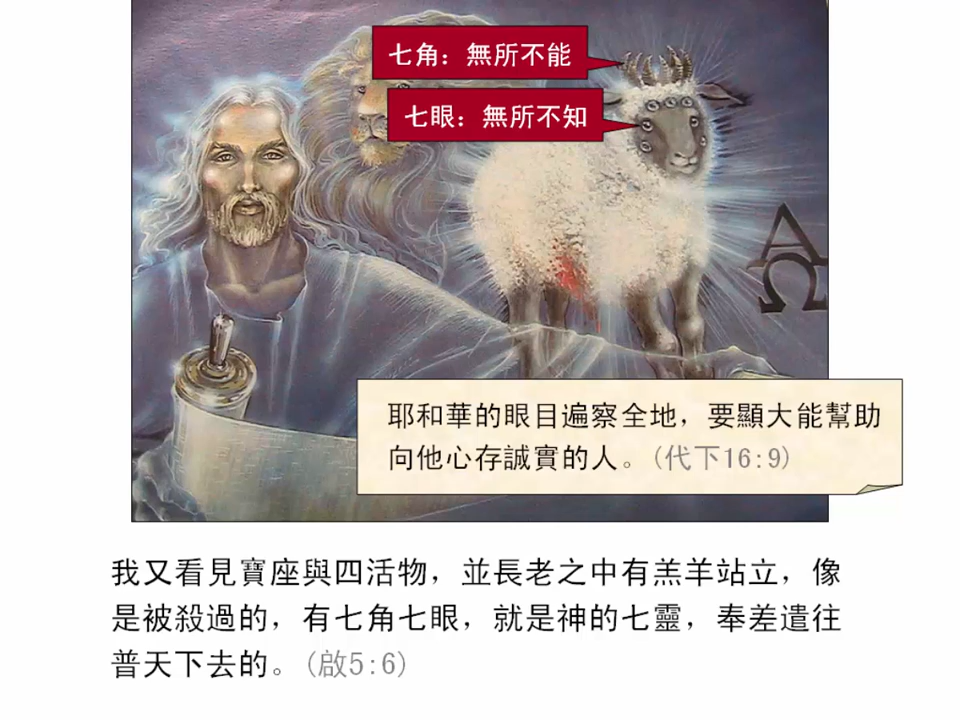 七角：無所不能
七眼：無所不知
ΑΩ
耶和華的眼目遍察全地，要顯大能幫助
向他心存誠實的人。(代下16:9)
我又看見寶座與四活物，並長老之中有羔羊站立，像
是被殺過的，有七角七眼，就是神的七靈，奉差遣往
普天下去的。(啟5:6)